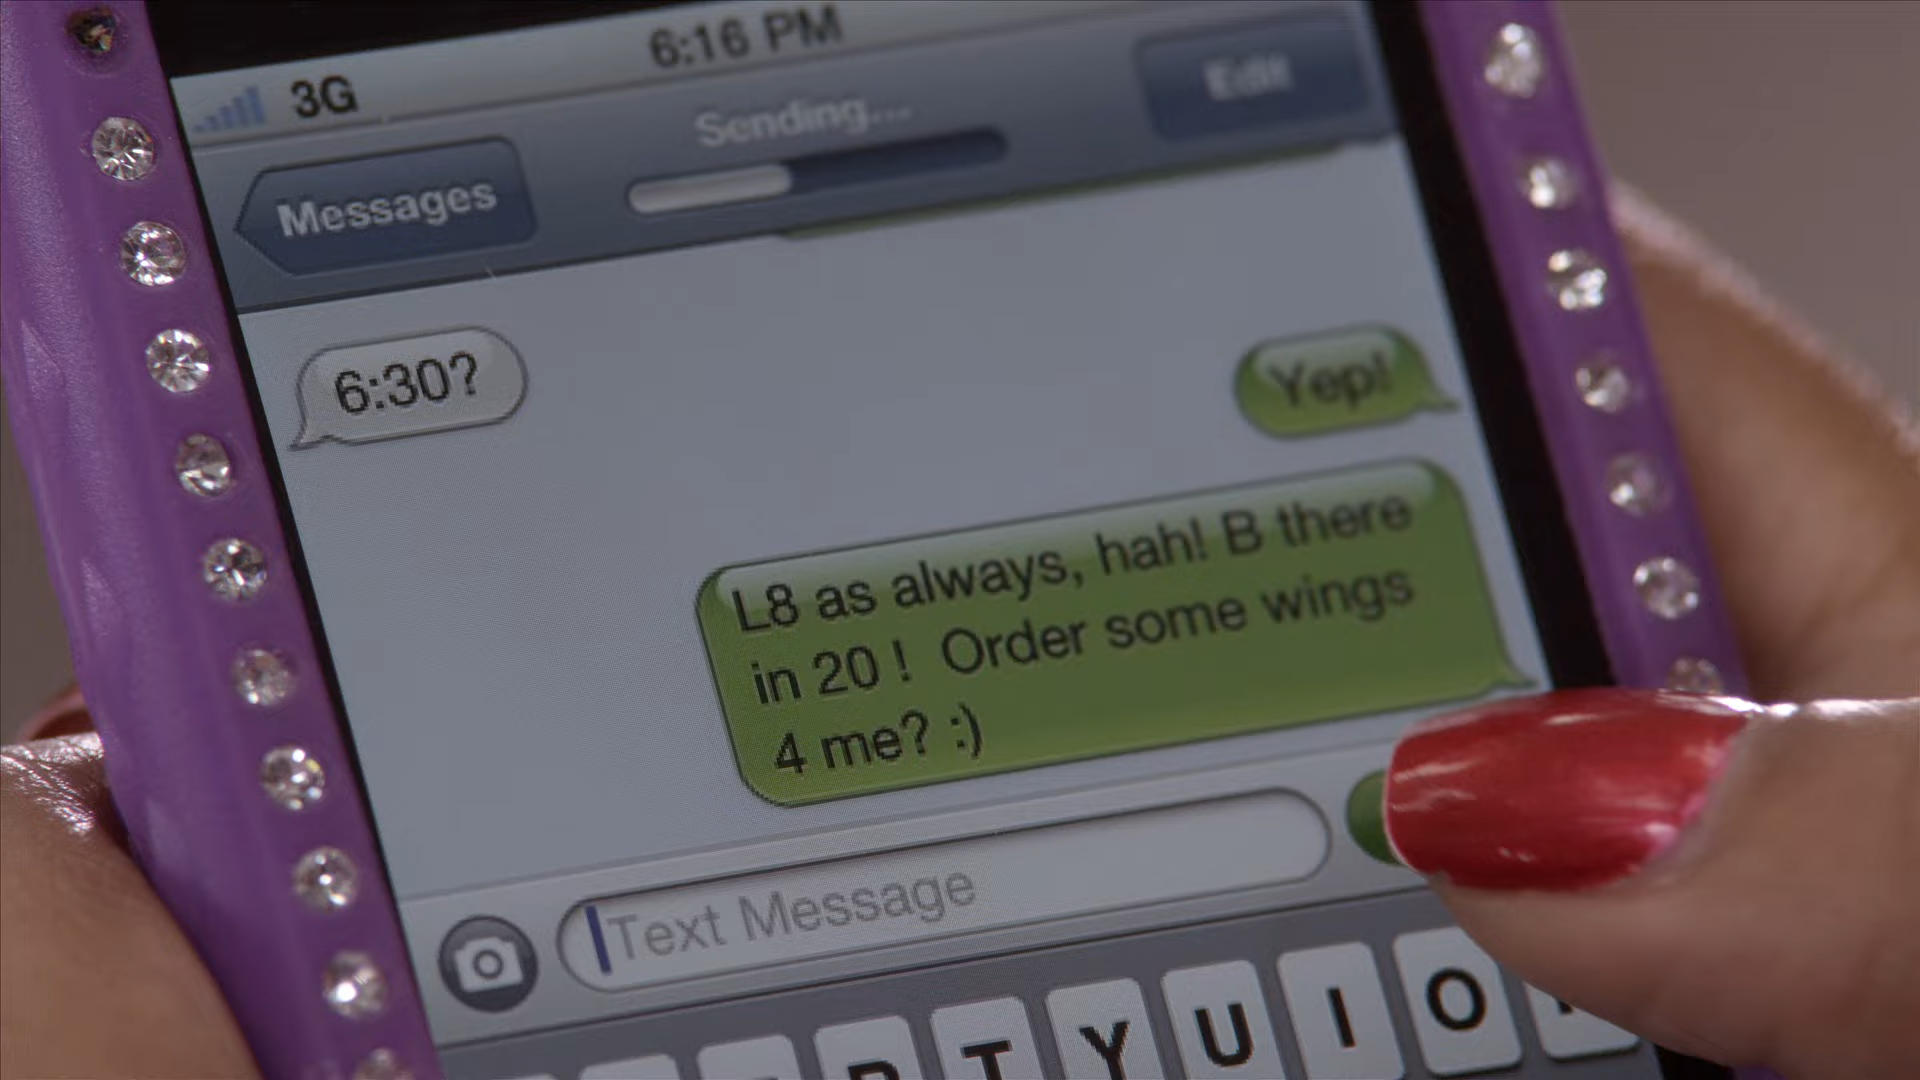 6:16 PM
3G
Sending...
Edit
Messages
6:30?
Yep!
L8 as always, hah! B there
in 20 !  Order some wings
4 me? :)
Text Message
T Y U I O